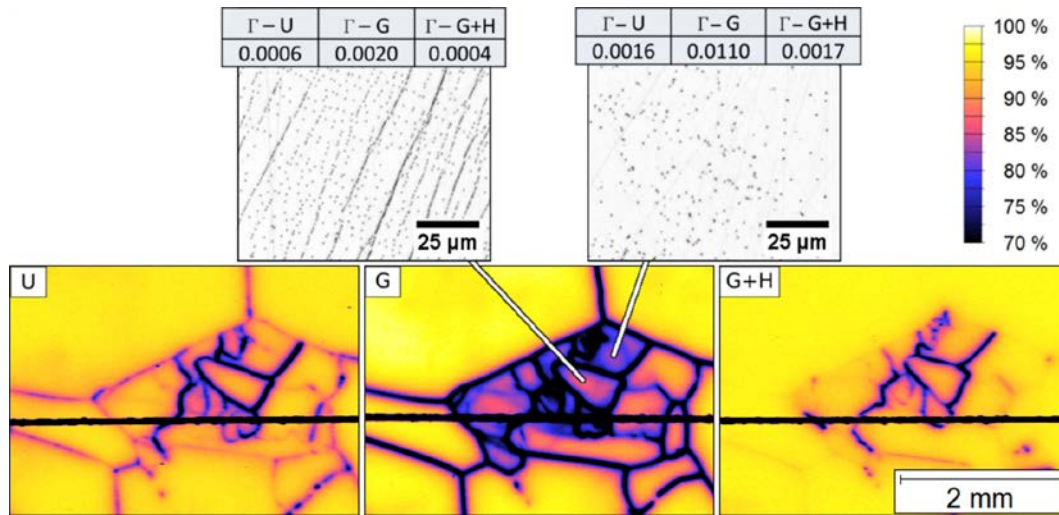 Γ – U Γ – G Γ – G+H
0.0006 0.0020 0.0004
25 µm
Γ – U Γ – G Γ – G+H
0.0016 0.0110 0.0017
25 µm
100 %
95 %
90 %
85 %
80 %
75 %
70 %
U
G
G+H
2 mm